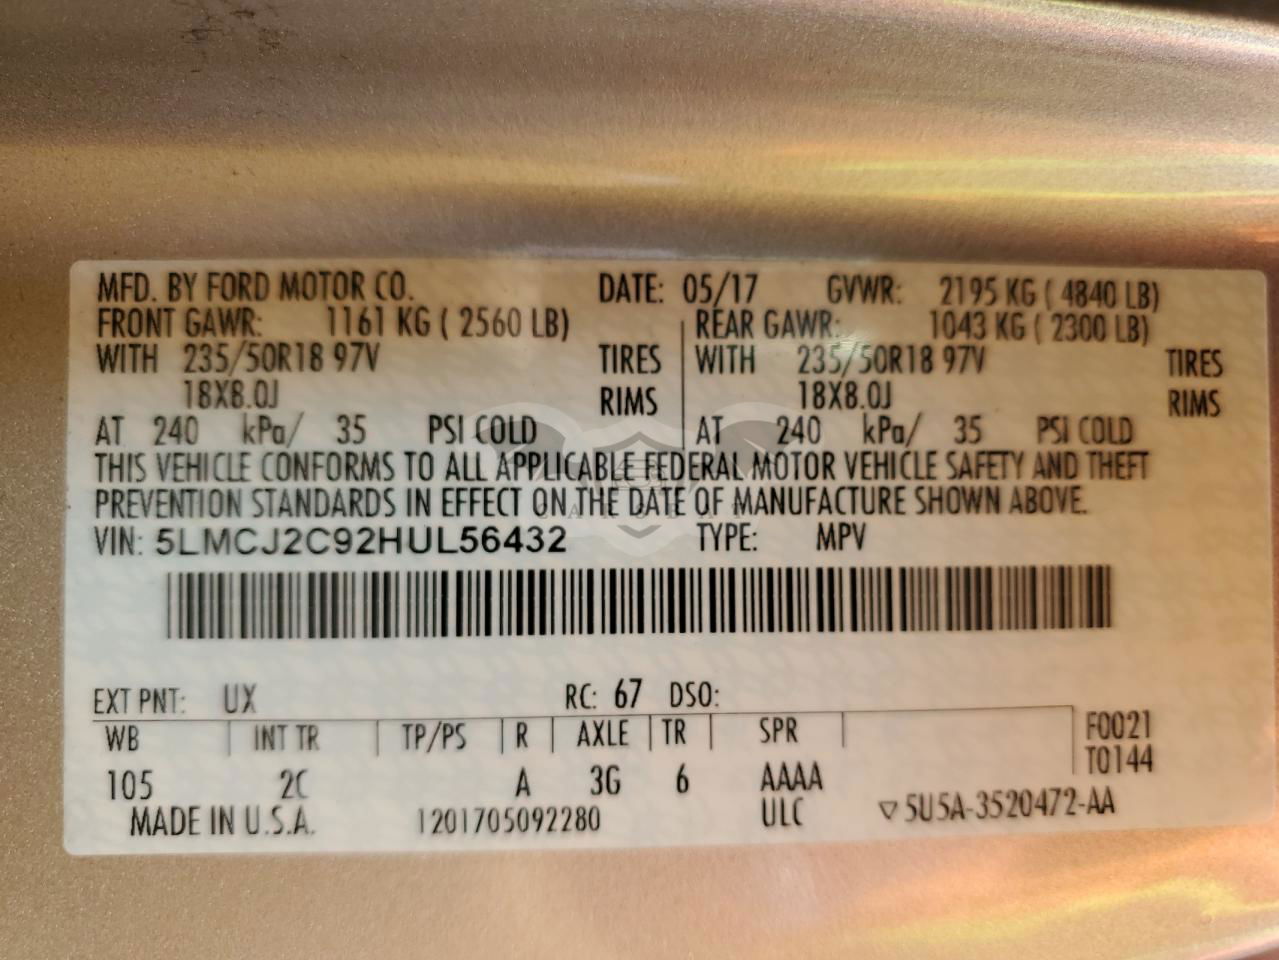 MFD. BY FORD MOTOR CO. DATE: 05/17 GVWR: 2195 KG ( 4840 LB)
FRONT GAWR: 1161 KG ( 2560 LB) REAR GAWR: 1043 KG ( 2300 LB)
WITH 235/50R18 97V TIRES WITH 235/50R18 97V TIRES
18X8.0J RIMS 18X8.0J RIMS
AT 240 kPa/ 35 PSI COLD AT 240 kPa/ 35 PSI COLD
THIS VEHICLE CONFORMS TO ALL APPLICABLE FEDERAL MOTOR VEHICLE SAFETY AND THEFT
PREVENTION STANDARDS IN EFFECT ON THE DATE OF MANUFACTURE SHOWN ABOVE.
VIN: 5LMCJ2C92HUL56432 TYPE: MPV
EXT PNT: UX RC: 67 DSO:
WB INT TR TP/PS R AXLE TR SPR F0021
T0144
105 2C A 3G 6 AAAA
MADE IN U.S.A. 1201705092280 ULC ▽5U5A-3520472-AA